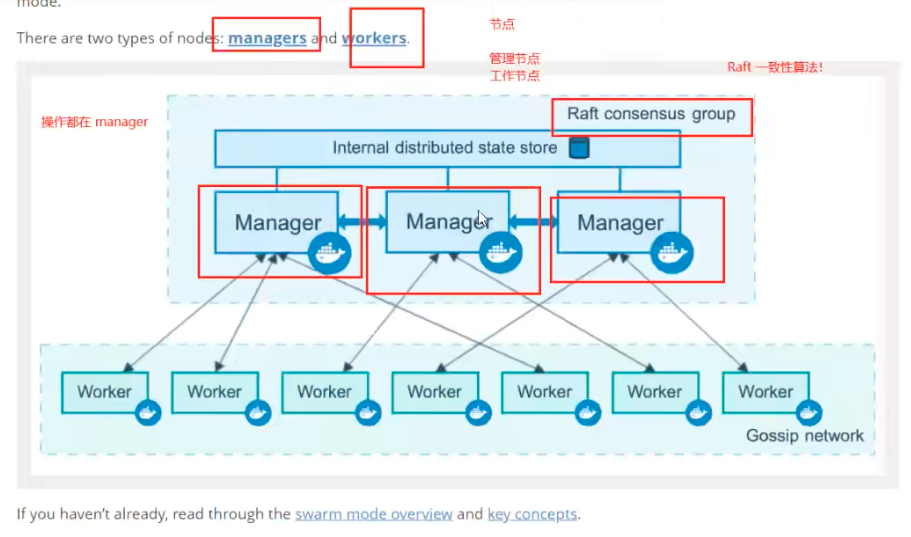 mode.
There are two types of nodes: managers and workers.
节点
管理节点
工作节点
Raft 一致性算法！
操作都在 manager
Raft consensus group
Internal distributed state store
Manager
Manager
Manager
Worker
Worker
Worker
Worker
Worker
Worker
Worker
Gossip network
If you haven't already, read through the swarm mode overview and key concepts.